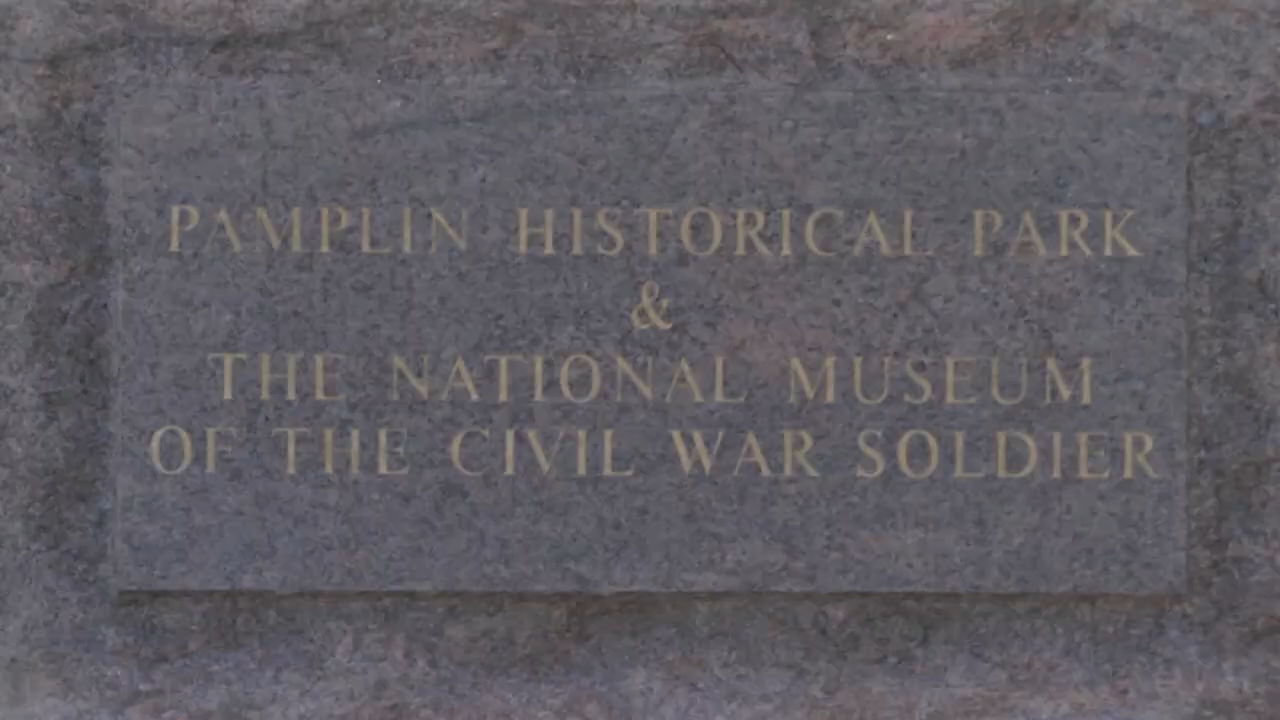 PAMPLIN HISTORICAL PARK
&
THE NATIONAL MUSEUM
OF THE CIVIL WAR SOLDIER